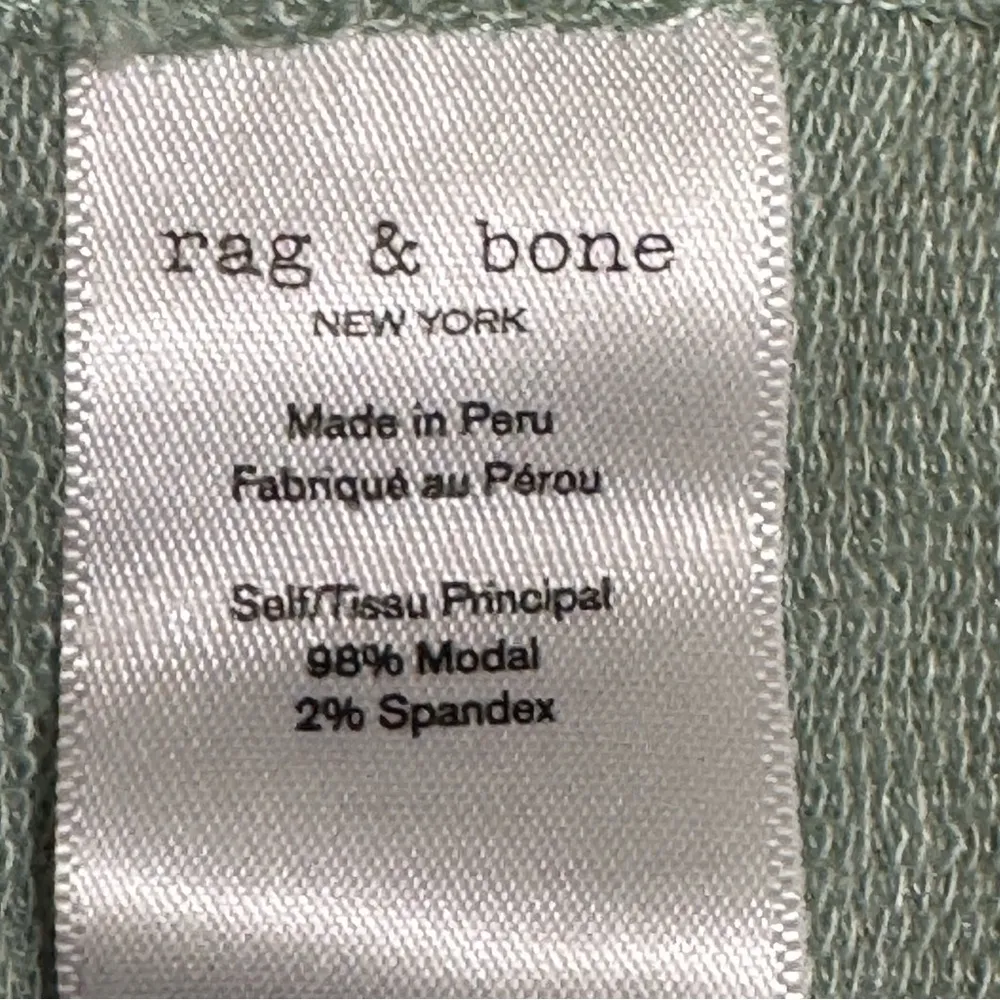 rag & bone
NEW YORK
Made in Peru
Fabriqué au Pérou
Self/Tissu Principal
98% Modal
2% Spandex